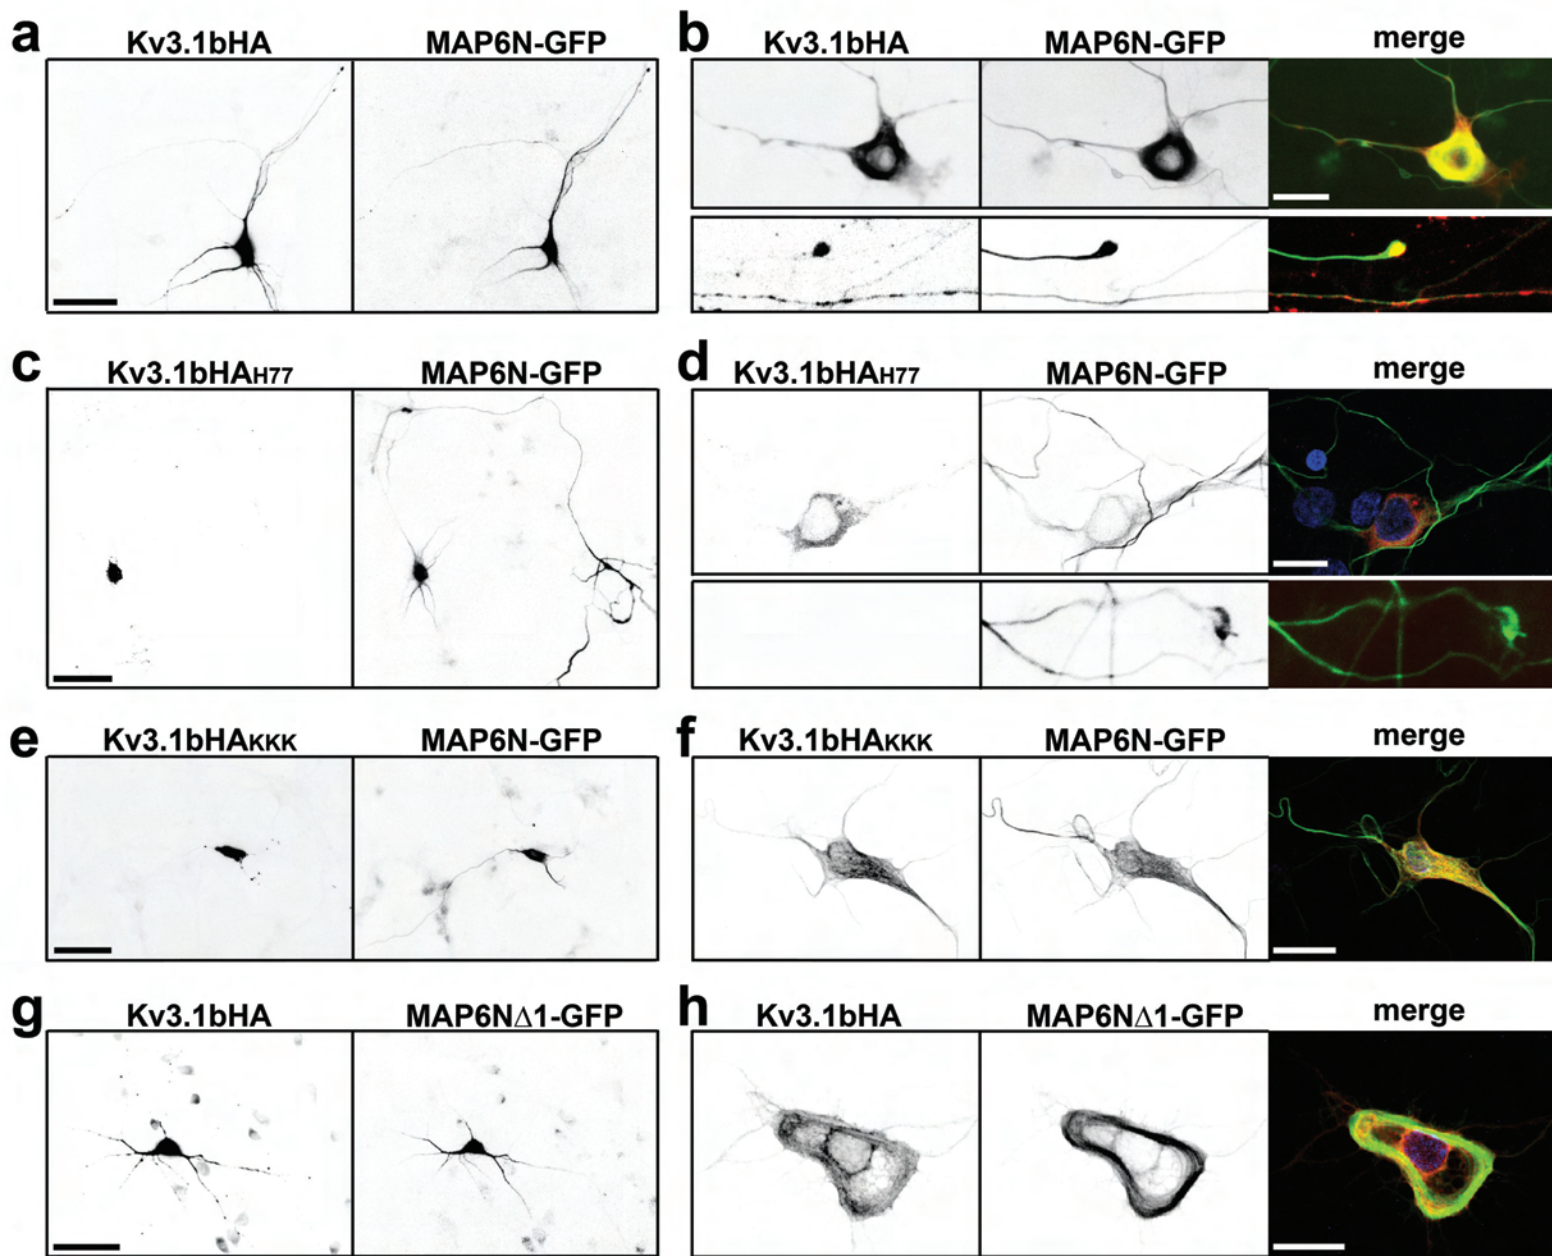 a Kv3.1bHA MAP6N-GFP b Kv3.1bHA MAP6N-GFP merge
c Kv3.1bHAH77 MAP6N-GFP d Kv3.1bHAH77 MAP6N-GFP merge
e Kv3.1bHAKKK MAP6N-GFP f Kv3.1bHAKKK MAP6N-GFP merge
g Kv3.1bHA MAP6NΔ1-GFP h Kv3.1bHA MAP6NΔ1-GFP merge